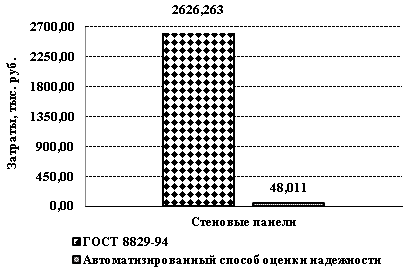 2626,263
2700,00
2250,00
1800,00
1350,00
900,00
450,00
0,00
Затраты, тыс. руб.
48,011
Стеновые панели
ГОСТ 8829-94
Автоматизированный способ оценки надежности